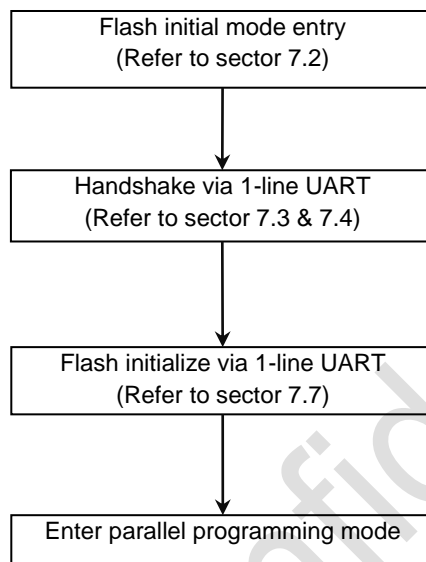 Flash initial mode entry
(Refer to sector 7.2)
Handshake via 1-line UART
(Refer to sector 7.3 & 7.4)
Flash initialize via 1-line UART
(Refer to sector 7.7)
Enter parallel programming mode